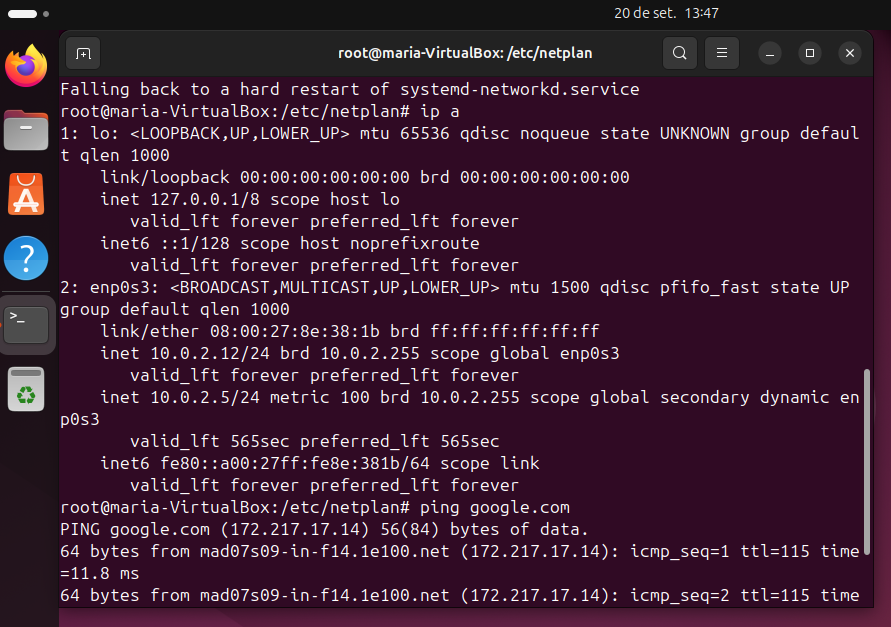 20 de set. 13:47
root@maria-VirtualBox: /etc/netplan
Falling back to a hard restart of systemd-networkd.service
root@maria-VirtualBox:/etc/netplan# ip a
1: lo: <LOOPBACK,UP,LOWER_UP> mtu 65536 qdisc noqueue state UNKNOWN group defaul
t qlen 1000
    link/loopback 00:00:00:00:00:00 brd 00:00:00:00:00:00
    inet 127.0.0.1/8 scope host lo
       valid_lft forever preferred_lft forever
    inet6 ::1/128 scope host noprefixroute
       valid_lft forever preferred_lft forever
2: enp0s3: <BROADCAST,MULTICAST,UP,LOWER_UP> mtu 1500 qdisc pfifo_fast state UP
group default qlen 1000
    link/ether 08:00:27:8e:38:1b brd ff:ff:ff:ff:ff:ff
    inet 10.0.2.12/24 brd 10.0.2.255 scope global enp0s3
       valid_lft forever preferred_lft forever
    inet 10.0.2.5/24 metric 100 brd 10.0.2.255 scope global secondary dynamic en
p0s3
       valid_lft 565sec preferred_lft 565sec
    inet6 fe80::a00:27ff:fe8e:381b/64 scope link
       valid_lft forever preferred_lft forever
root@maria-VirtualBox:/etc/netplan# ping google.com
PING google.com (172.217.17.14) 56(84) bytes of data.
64 bytes from mad07s09-in-f14.1e100.net (172.217.17.14): icmp_seq=1 ttl=115 time
=11.8 ms
64 bytes from mad07s09-in-f14.1e100.net (172.217.17.14): icmp_seq=2 ttl=115 time